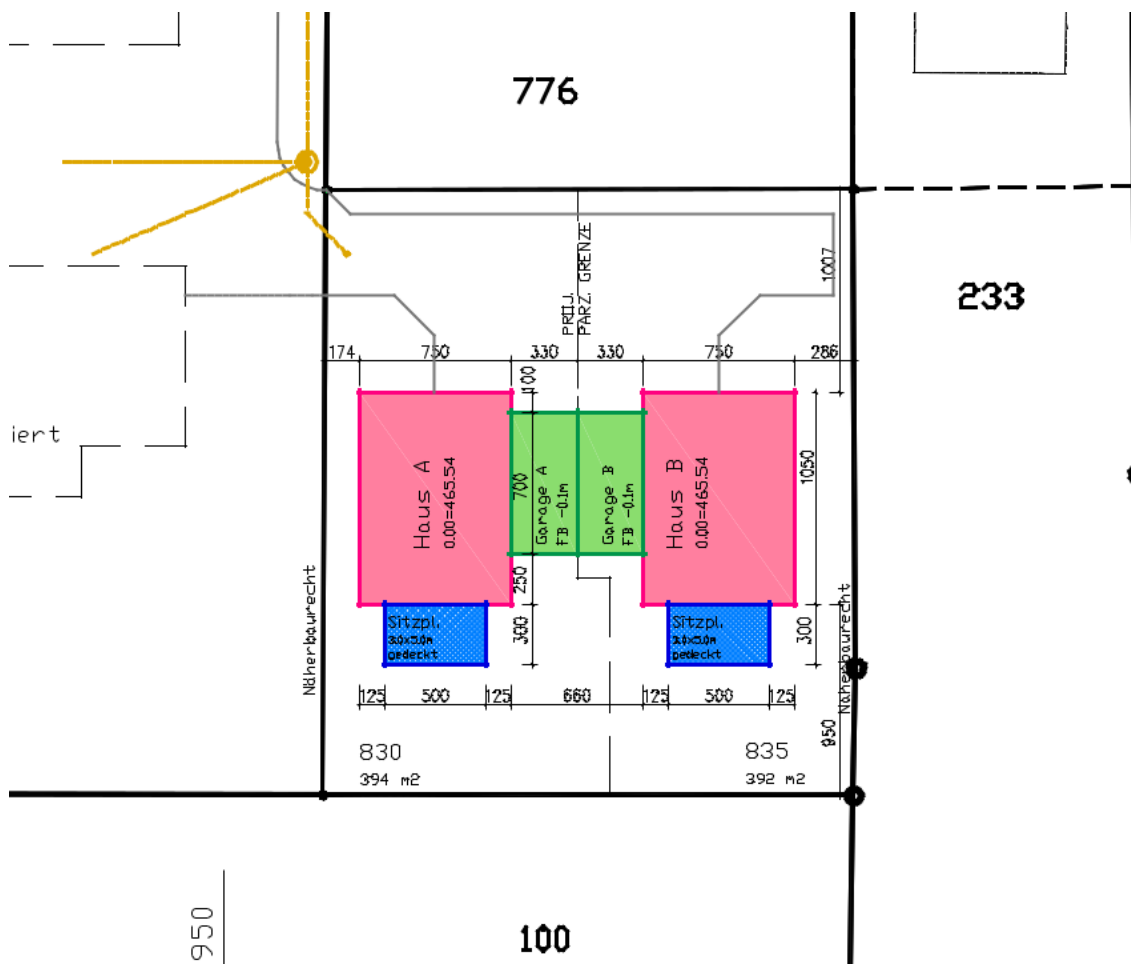 776
PROJ.
PARZ. GRENZE
1007
233
174
750
330
330
750
286
100
iert
Haus A
0.00=465.54
700
Garage A
FB -0.1m
Garage B
FB -0.1m
Haus B
0.00=465.54
1050
250
Näherbaurecht
Näherbaurecht
Sitzpl.
3.0x5.0m
gedeckt
300
Sitzpl.
3.0x5.0m
gedeckt
300
125
500
125
660
125
500
125
950
830
394 m2
835
392 m2
950
100